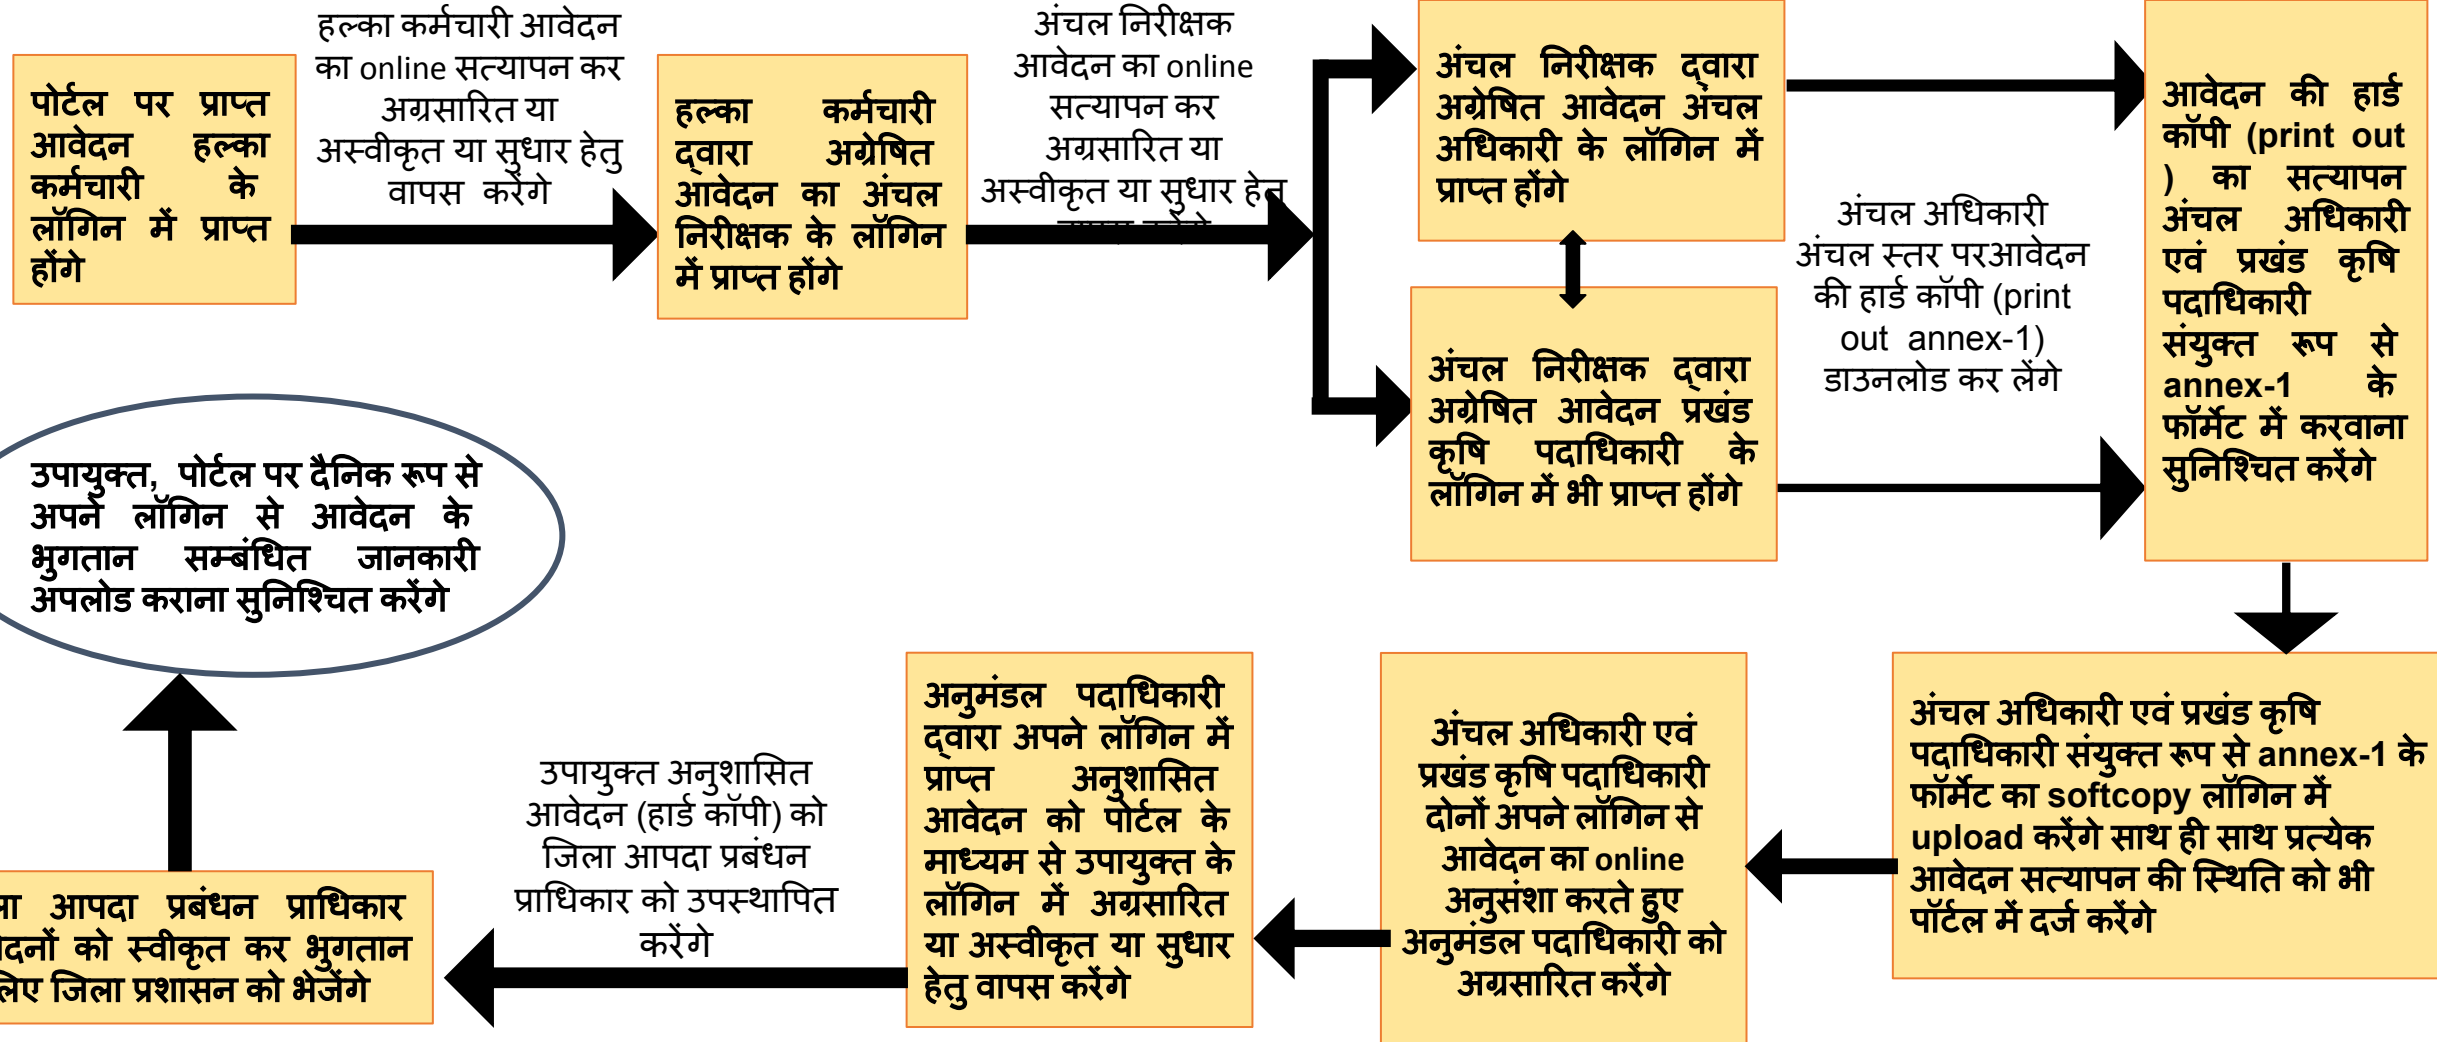 पोर्टल पर प्राप्त
आवेदन हल्का
कर्मचारी के
लॉगिन में प्राप्त
होंगे
हल्का कर्मचारी आवेदन
का online सत्यापन कर
अग्रसारित या
अस्वीकृत या सुधार हेतु
वापस करेंगे
हल्का कर्मचारी
द्वारा अग्रेषित
आवेदन का अंचल
निरीक्षक के लॉगिन
में प्राप्त होंगे
अंचल निरीक्षक
आवेदन का online
सत्यापन कर
अग्रसारित या
अस्वीकृत या सुधार हेतु
करेंगे
अंचल निरीक्षक द्वारा
अग्रेषित आवेदन अंचल
अधिकारी के लॉगिन में
प्राप्त होंगे
अंचल निरीक्षक द्वारा
अग्रेषित आवेदन प्रखंड
कृषि पदाधिकारी के
लॉगिन में भी प्राप्त होंगे
अंचल अधिकारी
अंचल स्तर परआवेदन
की हार्ड कॉपी (print
out annex-1)
डाउनलोड कर लेंगे
आवेदन की हार्ड
कॉपी (print out
) का सत्यापन
अंचल अधिकारी
एवं प्रखंड कृषि
पदाधिकारी
संयुक्त रूप से
annex-1 के
फॉर्मेट में करवाना
सुनिश्चित करेंगे
अंचल अधिकारी एवं प्रखंड कृषि
पदाधिकारी संयुक्त रूप से annex-1 के
फॉर्मेट का softcopy लॉगिन में
upload करेंगे साथ ही साथ प्रत्येक
आवेदन सत्यापन की स्थिति को भी
पॉर्टल में दर्ज करेंगे
अंचल अधिकारी एवं
प्रखंड कृषि पदाधिकारी
दोनों अपने लॉगिन से
आवेदन का online
अनुसंशा करते हुए
अनुमंडल पदाधिकारी को
अग्रसारित करेंगे
अनुमंडल पदाधिकारी
द्वारा अपने लॉगिन में
प्राप्त अनुशासित
आवेदन को पोर्टल के
माध्यम से उपायुक्त के
लॉगिन में अग्रसारित
या अस्वीकृत या सुधार
हेतु वापस करेंगे
उपायुक्त अनुशासित
आवेदन (हार्ड कॉपी) को
जिला आपदा प्रबंधन
प्राधिकार को उपस्थापित
करेंगे
आपदा प्रबंधन प्राधिकार
को स्वीकृत कर भुगतान
जिला प्रशासन को भेजेंगे
उपायुक्त, पोर्टल पर दैनिक रूप से
अपने लॉगिन से आवेदन के
भुगतान सम्बंधित जानकारी
अपलोड कराना सुनिश्चित करेंगे